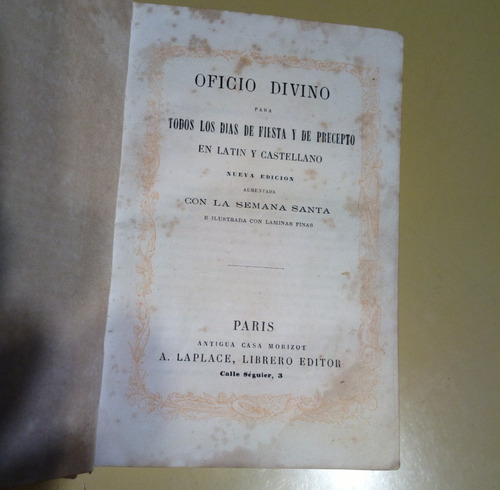 OFICIO DIVINO
PARA
TODOS LOS DIAS DE FIESTA Y DE PRECEPTO
EN LATIN Y CASTELLANO
NUEVA EDICION
AUMENTADA
CON LA SEMANA SANTA
E ILUSTRADA CON LAMINAS FINAS
PARIS
ANTIGUA CASA MORIZOT
A. LAPLACE, LIBRERO EDITOR
Calle Séguier, 3